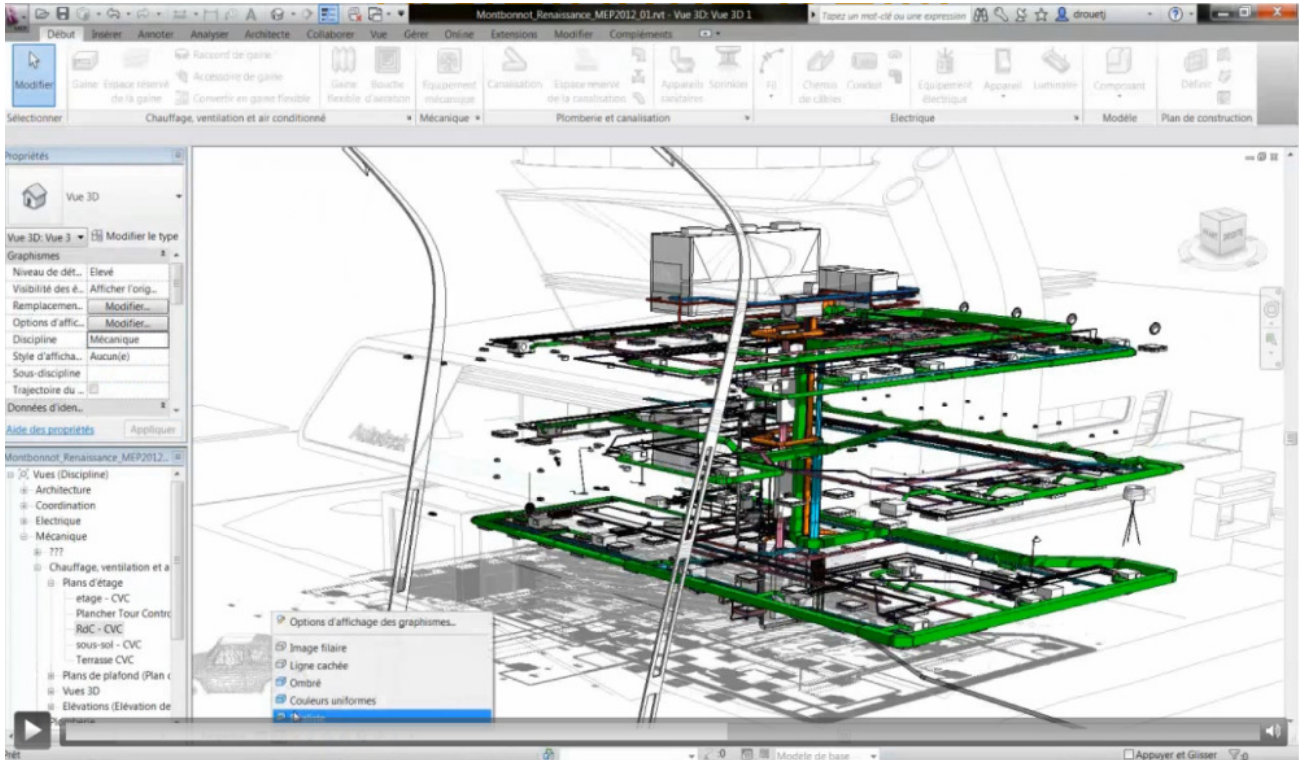 Montbonnot_Renaissance_MEP2012_01.rvt - Vue 3D: Vue 3D 1
Tapez un mot-clé ou une expression
drouetj
Début Insérer Annoter Analyser Architecte Collaborer Vue Gérer Online Extensions Modifier Compléments
Modifier
Gaine
Espace réservé de la gaine
Raccord de gaine
Accessoire de gaine
Convertir en gaine flexible
Gaine flexible
Bouche d'aération
Equipement mécanique
Canalisation
Espace réservé de la canalisation
Appareils sanitaires
Sprinkler
Fil
Chemin de câbles
Conduit
Equipement électrique
Appareil
Luminaire
Composant
Définir
Sélectionner
Chauffage, ventilation et air conditionné
Mécanique
Plomberie et canalisation
Electrique
Modèle
Plan de construction
Propriétés
Vue 3D
Vue 3D: Vue 3
Modifier le type
Graphismes
Niveau de dét... Elevé
Visibilité des é... Afficher l'orig...
Remplacemen... Modifier...
Options d'affic... Modifier...
Discipline Mécanique
Style d'afficha... Aucun(e)
Sous-discipline
Trajectoire du ...
Données d'iden...
Aide des propriétés
Appliquer
Montbonnot_Renaissance_MEP2012...
Vues (Discipline)
Architecture
Coordination
Electrique
Mécanique
???
Chauffage, ventilation et a
Plans d'étage
etage - CVC
Plancher Tour Contro
RdC - CVC
sous-sol - CVC
Terrasse CVC
Plans de plafond (Plan d
Vues 3D
Elévations (Elévation de
Plomberie
Autodesk
DROITE
Options d'affichage des graphismes...
Image filaire
Ligne cachée
Ombré
Couleurs uniformes
Prêt
:0
Modèle de base
Appuyer et Glisser
:0